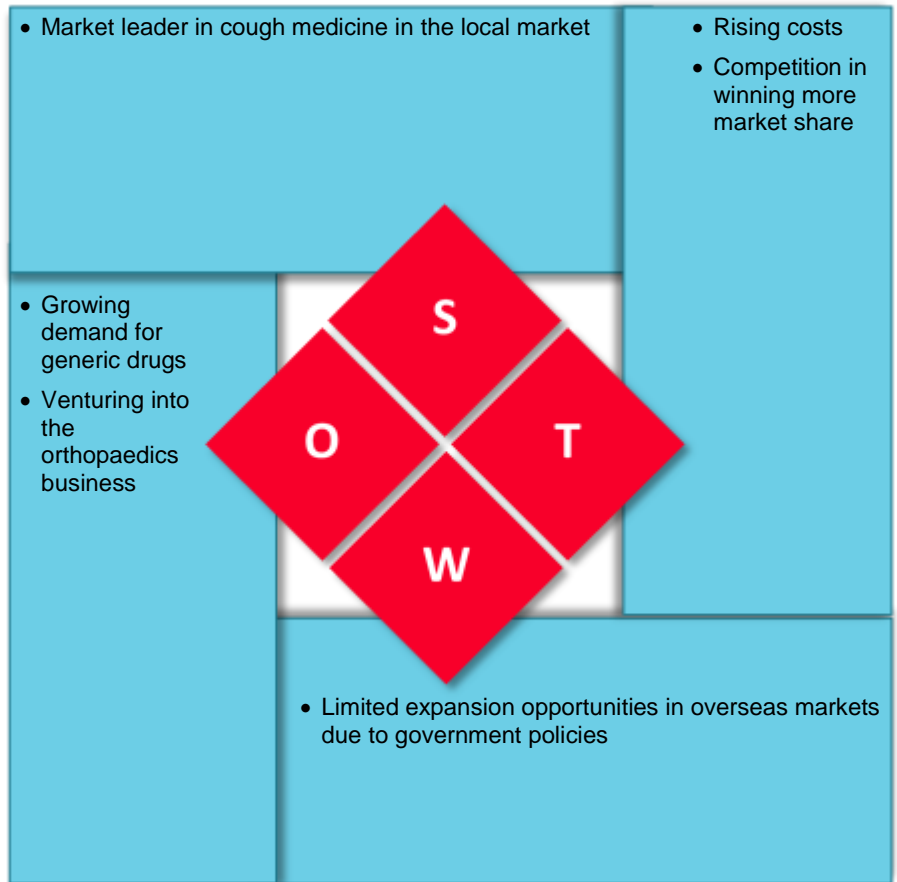 • Market leader in cough medicine in the local market
• Rising costs
• Competition in
winning more
market share
S
• Growing
demand for
generic drugs
• Venturing into
the
orthopaedics
business
O
T
W
• Limited expansion opportunities in overseas markets
due to government policies